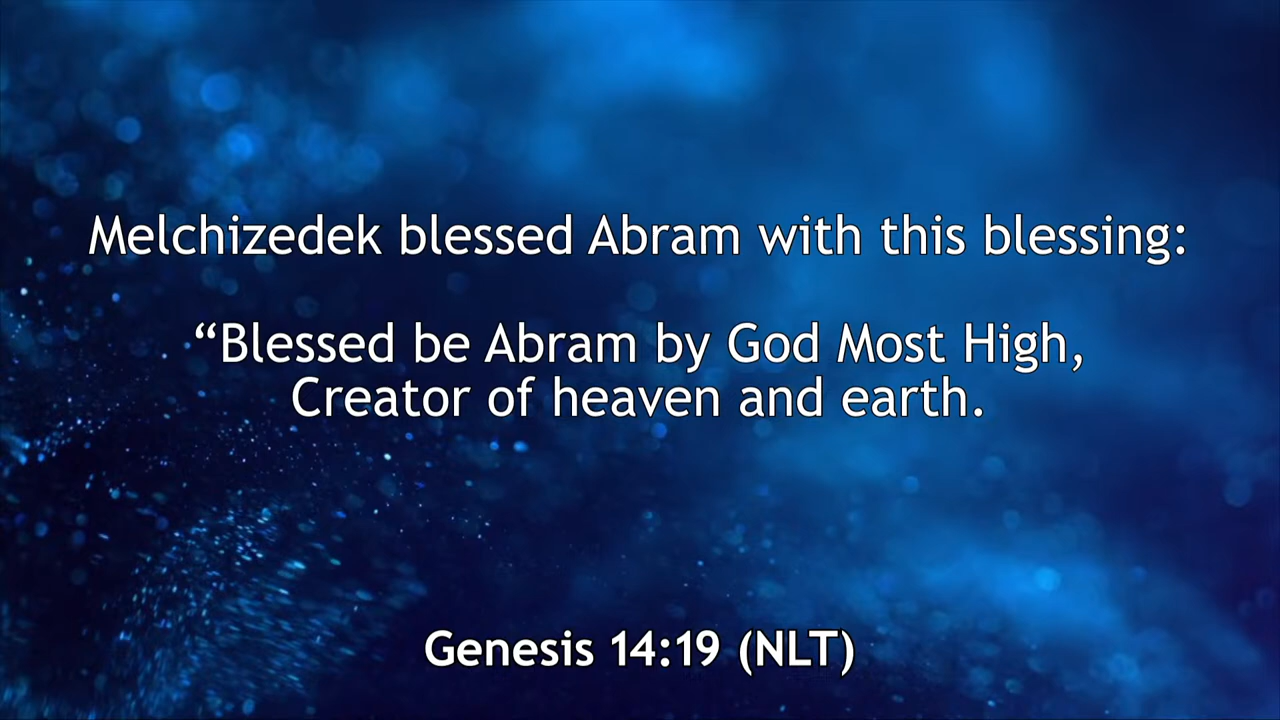 Melchizedek blessed Abram with this blessing:
“Blessed be Abram by God Most High,
Creator of heaven and earth.
Genesis 14:19 (NLT)